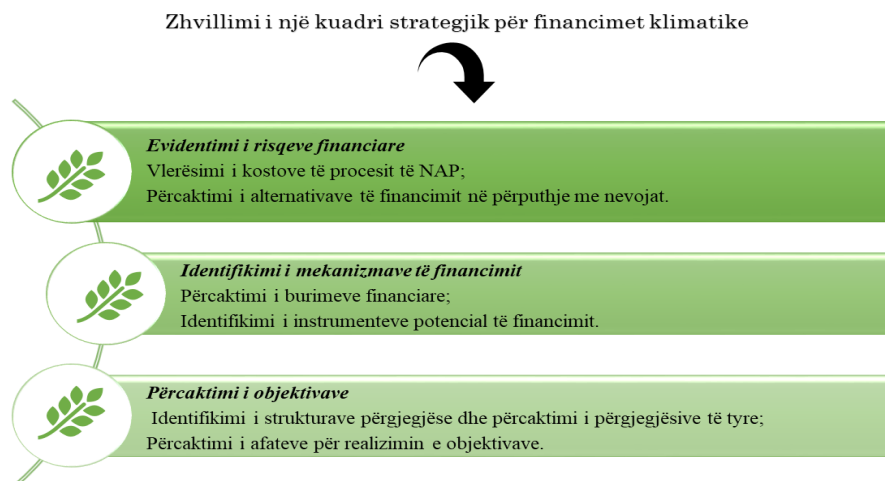 Zhvillimi i një kuadri strategjik për financimet klimatike
Evidentimi i risqeve financiare
Vlerësimi i kostove të procesit të NAP;
Përcaktimi i alternativave të financimit në përputhje me nevojat.
Identifikimi i mekanizmave të financimit
Përcaktimi i burimeve financiare;
Identifikimi i instrumenteve potencial të financimit.
Përcaktimi i objektivave
Identifikimi i strukturave përgjegjëse dhe përcaktimi i përgjegjësive të tyre;
Përcaktimi i afateve për realizimin e objektivave.